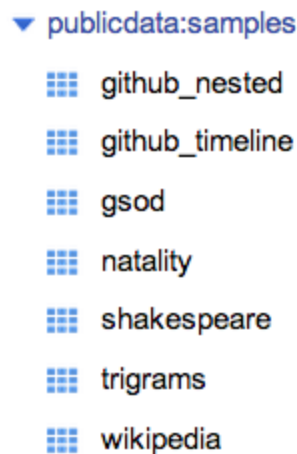 publicdata:samples
github_nested
github_timeline
gsod
natality
shakespeare
trigrams
wikipedia